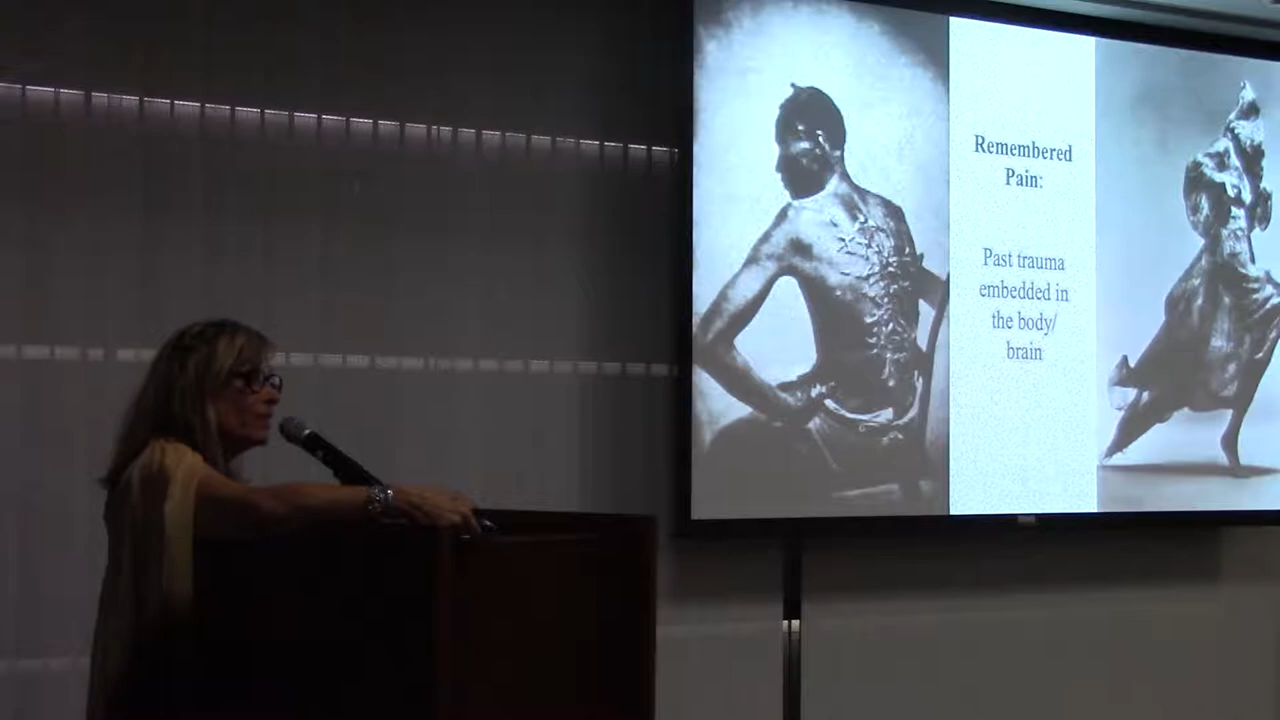 Remembered
Pain:
Past trauma
embedded in
the body/
brain